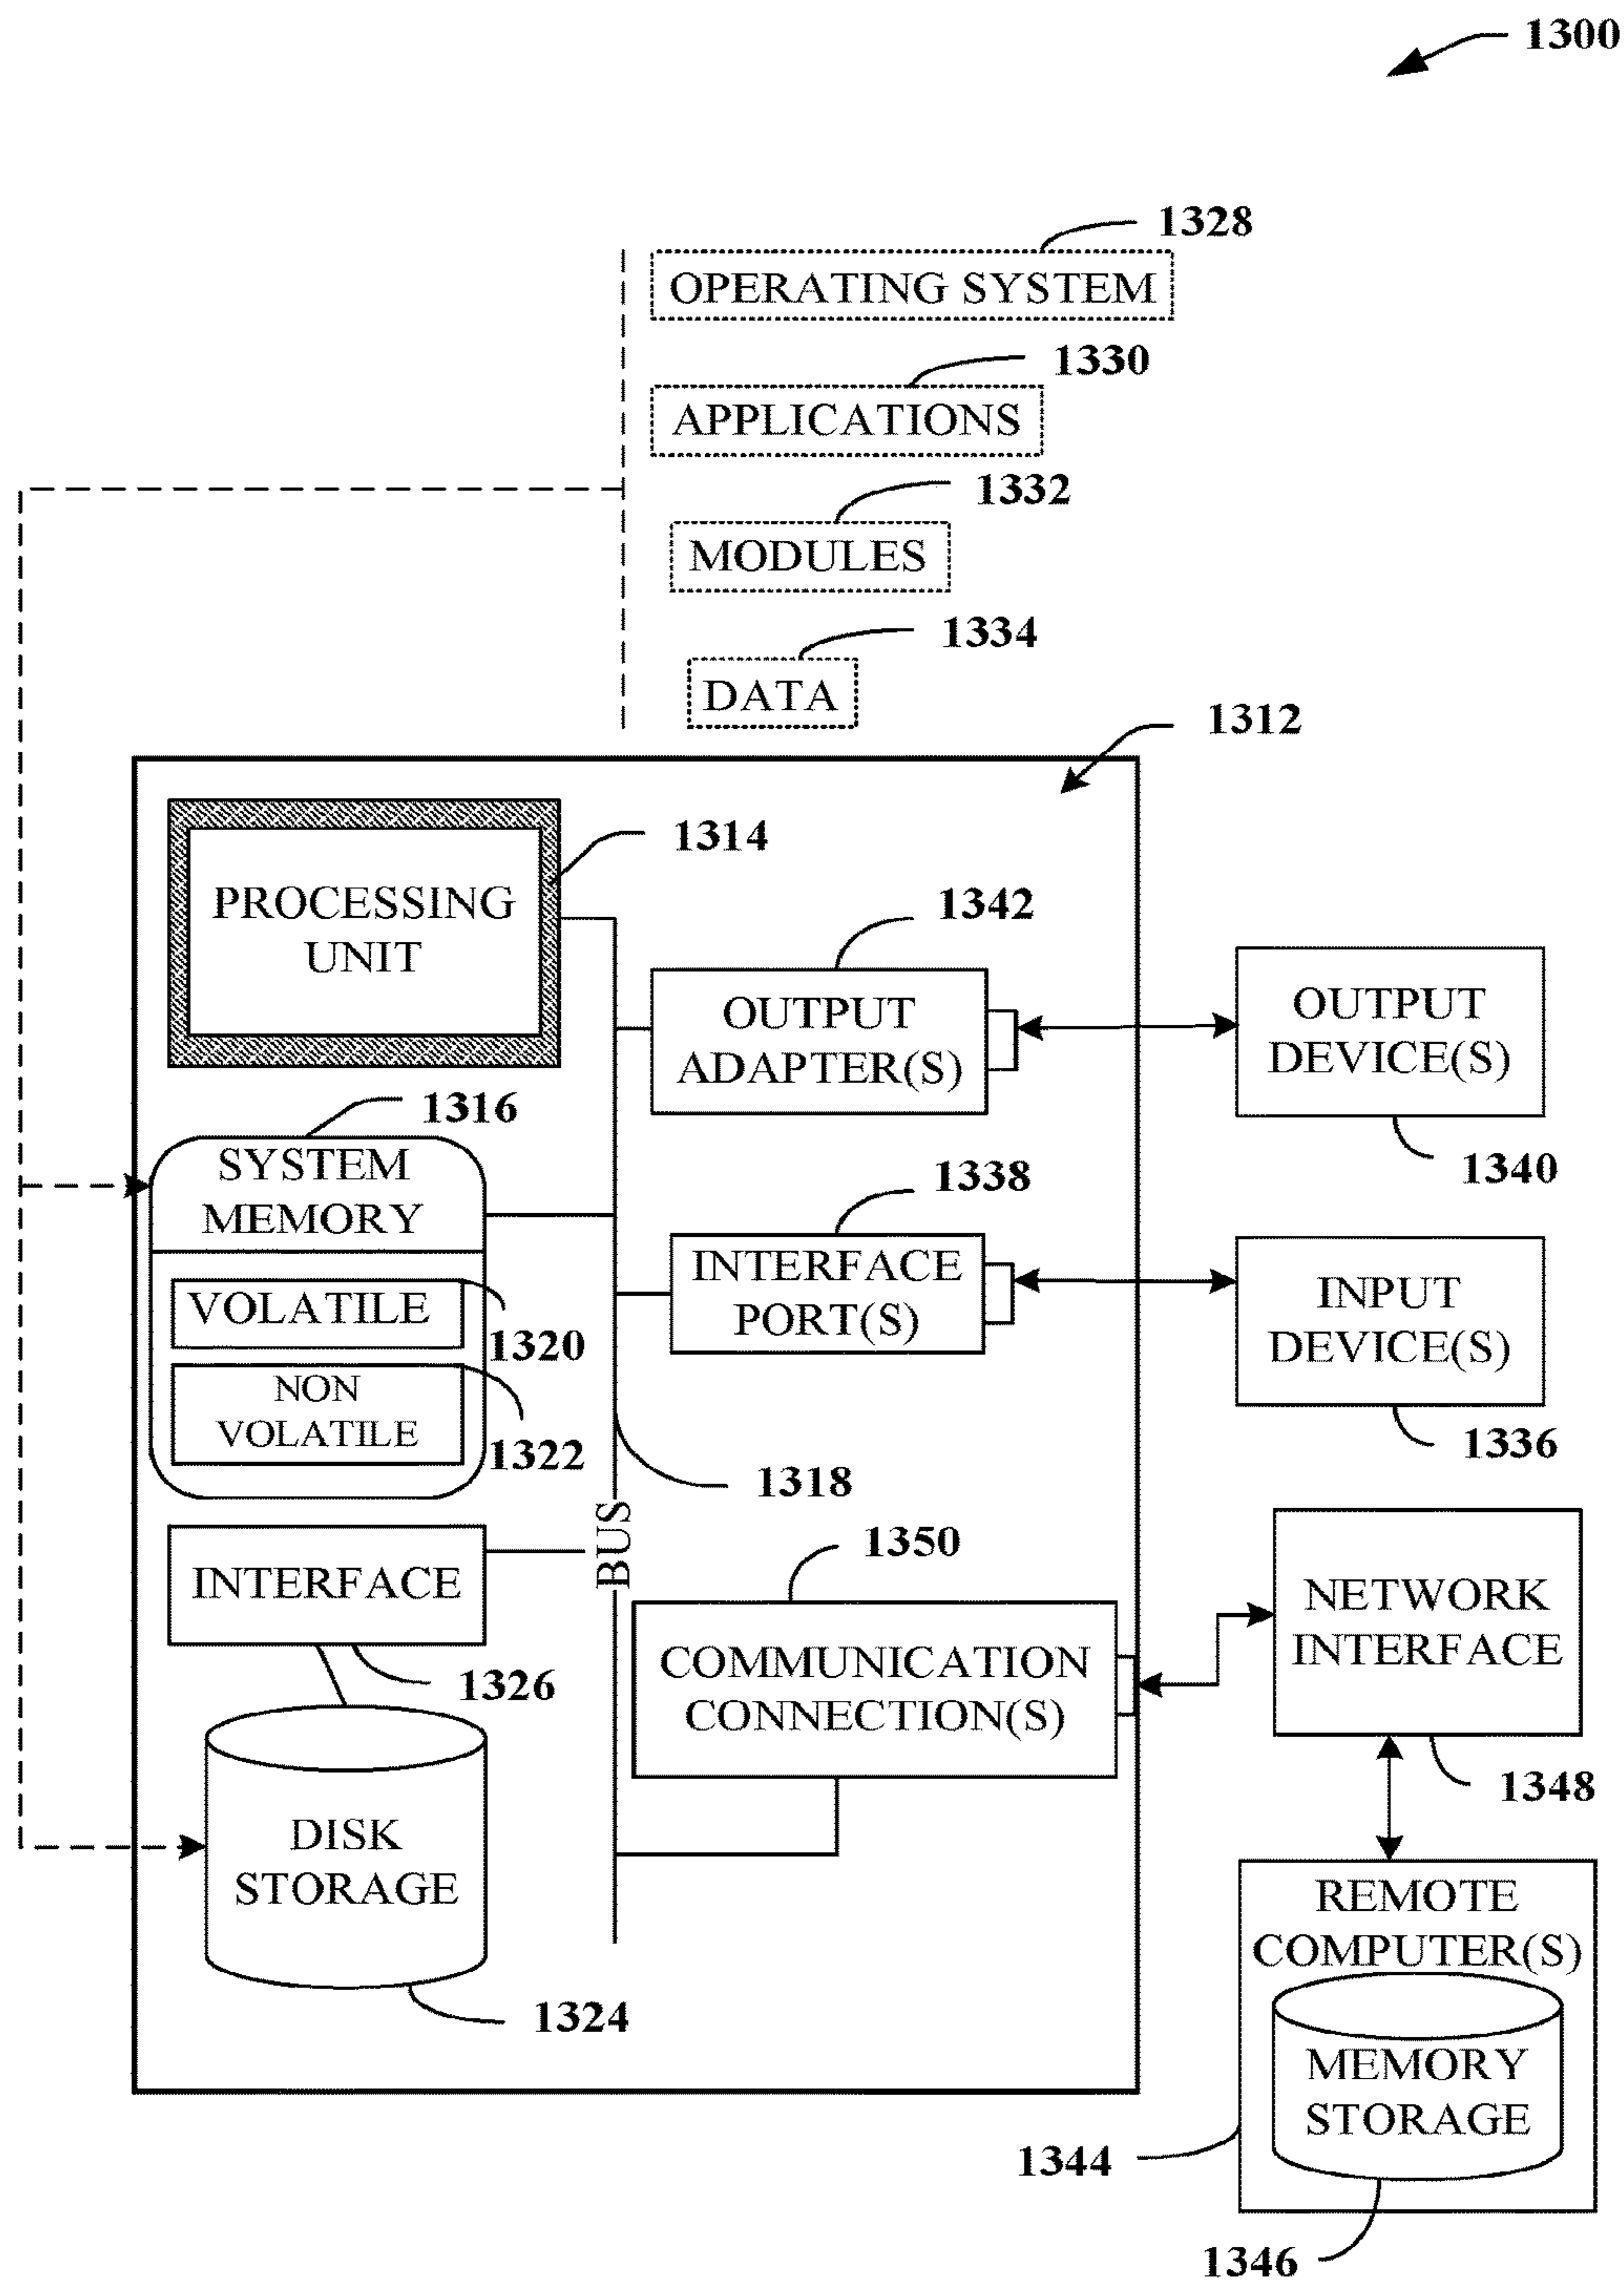 1300
1328
OPERATING SYSTEM
1330
APPLICATIONS
1332
MODULES
1334
DATA
1312
PROCESSING
UNIT
1314
1342
OUTPUT
ADAPTER(S)
OUTPUT
DEVICE(S)
1340
1316
SYSTEM
MEMORY
VOLATILE
1320
NON
VOLATILE
1322
1338
INTERFACE
PORT(S)
INPUT
DEVICE(S)
1336
1318
BUS
INTERFACE
1326
1350
COMMUNICATION
CONNECTION(S)
NETWORK
INTERFACE
1348
DISK
STORAGE
1324
REMOTE
COMPUTER(S)
MEMORY
STORAGE
1344
1346